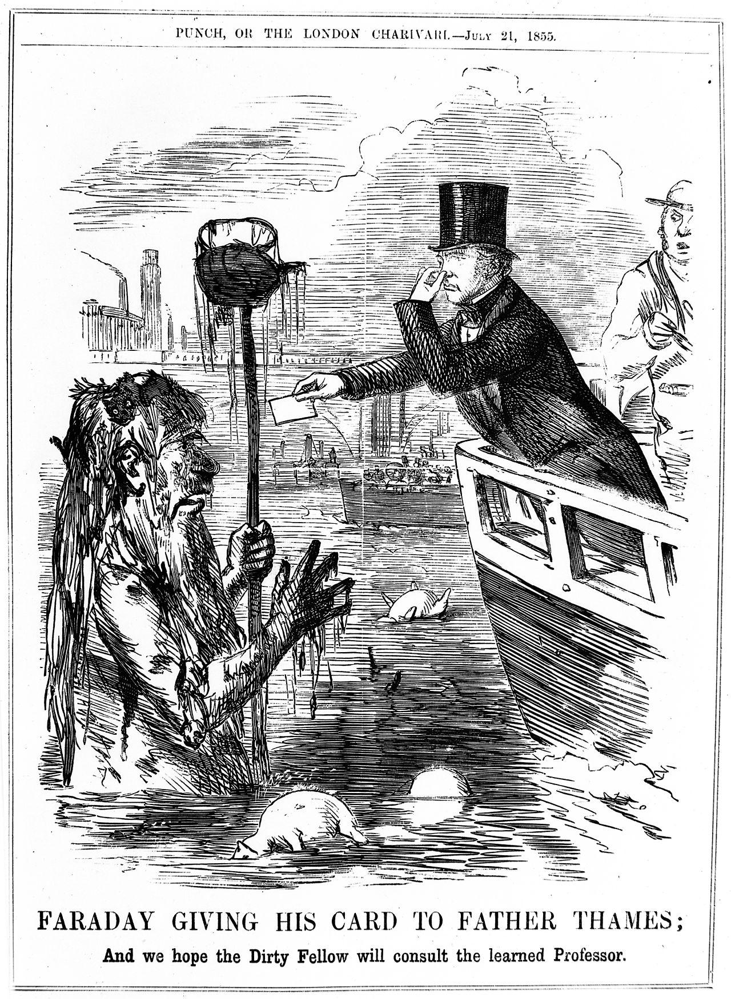 PUNCH, OR THE LONDON CHARIVARI.—JULY 21, 1855.
FARADAY GIVING HIS CARD TO FATHER THAMES;
And we hope the Dirty Fellow will consult the learned Professor.